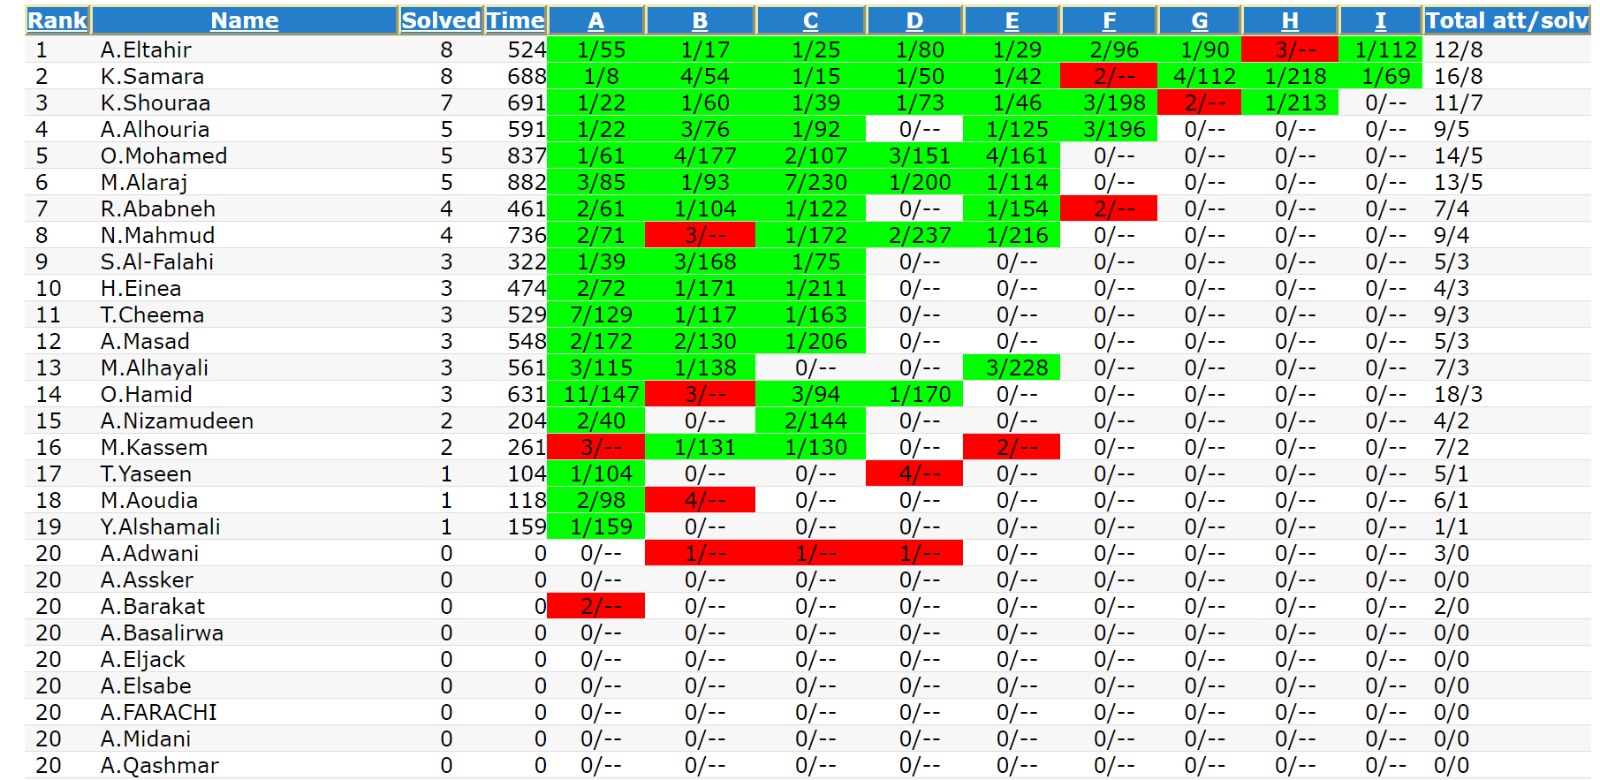 Rank Name Solved Time A B C D E F G H I Total att/solv
1 A.Eltahir 8 524 1/55 1/17 1/25 1/80 1/29 2/96 1/90 3/-- 1/112 12/8
2 K.Samara 8 688 1/8 4/54 1/15 1/50 1/42 2/-- 4/112 1/218 1/69 16/8
3 K.Shouraa 7 691 1/22 1/60 1/39 1/73 1/46 3/198 2/-- 1/213 0/-- 11/7
4 A.Alhouria 5 591 1/22 3/76 1/92 0/-- 1/125 3/196 0/-- 0/-- 0/-- 9/5
5 O.Mohamed 5 837 1/61 4/177 2/107 3/151 4/161 0/-- 0/-- 0/-- 0/-- 14/5
6 M.Alaraj 5 882 3/85 1/93 7/230 1/200 1/114 0/-- 0/-- 0/-- 0/-- 13/5
7 R.Ababneh 4 461 2/61 1/104 1/122 0/-- 1/154 2/-- 0/-- 0/-- 0/-- 7/4
8 N.Mahmud 4 736 2/71 3/-- 1/172 2/237 1/216 0/-- 0/-- 0/-- 0/-- 9/4
9 S.Al-Falahi 3 322 1/39 3/168 1/75 0/-- 0/-- 0/-- 0/-- 0/-- 0/-- 5/3
10 H.Einea 3 474 2/72 1/171 1/211 0/-- 0/-- 0/-- 0/-- 0/-- 0/-- 4/3
11 T.Cheema 3 529 7/129 1/117 1/163 0/-- 0/-- 0/-- 0/-- 0/-- 0/-- 9/3
12 A.Masad 3 548 2/172 2/130 1/206 0/-- 0/-- 0/-- 0/-- 0/-- 0/-- 5/3
13 M.Alhayali 3 561 3/115 1/138 0/-- 0/-- 3/228 0/-- 0/-- 0/-- 0/-- 7/3
14 O.Hamid 3 631 11/147 3/-- 3/94 1/170 0/-- 0/-- 0/-- 0/-- 0/-- 18/3
15 A.Nizamudeen 2 204 2/40 0/-- 2/144 0/-- 0/-- 0/-- 0/-- 0/-- 0/-- 4/2
16 M.Kassem 2 261 3/-- 1/131 1/130 0/-- 2/-- 0/-- 0/-- 0/-- 0/-- 7/2
17 T.Yaseen 1 104 1/104 0/-- 0/-- 4/-- 0/-- 0/-- 0/-- 0/-- 0/-- 5/1
18 M.Aoudia 1 118 2/98 4/-- 0/-- 0/-- 0/-- 0/-- 0/-- 0/-- 0/-- 6/1
19 Y.Alshamali 1 159 1/159 0/-- 0/-- 0/-- 0/-- 0/-- 0/-- 0/-- 0/-- 1/1
20 A.Adwani 0 0 0/-- 1/-- 1/-- 1/-- 0/-- 0/-- 0/-- 0/-- 0/-- 3/0
20 A.Assker 0 0 0/-- 0/-- 0/-- 0/-- 0/-- 0/-- 0/-- 0/-- 0/-- 0/0
20 A.Barakat 0 0 2/-- 0/-- 0/-- 0/-- 0/-- 0/-- 0/-- 0/-- 0/-- 2/0
20 A.Basalirwa 0 0 0/-- 0/-- 0/-- 0/-- 0/-- 0/-- 0/-- 0/-- 0/-- 0/0
20 A.Eljack 0 0 0/-- 0/-- 0/-- 0/-- 0/-- 0/-- 0/-- 0/-- 0/-- 0/0
20 A.Elsabe 0 0 0/-- 0/-- 0/-- 0/-- 0/-- 0/-- 0/-- 0/-- 0/-- 0/0
20 A.FARACHI 0 0 0/-- 0/-- 0/-- 0/-- 0/-- 0/-- 0/-- 0/-- 0/-- 0/0
20 A.Midani 0 0 0/-- 0/-- 0/-- 0/-- 0/-- 0/-- 0/-- 0/-- 0/-- 0/0
20 A.Qashmar 0 0 0/-- 0/-- 0/-- 0/-- 0/-- 0/-- 0/-- 0/-- 0/-- 0/0